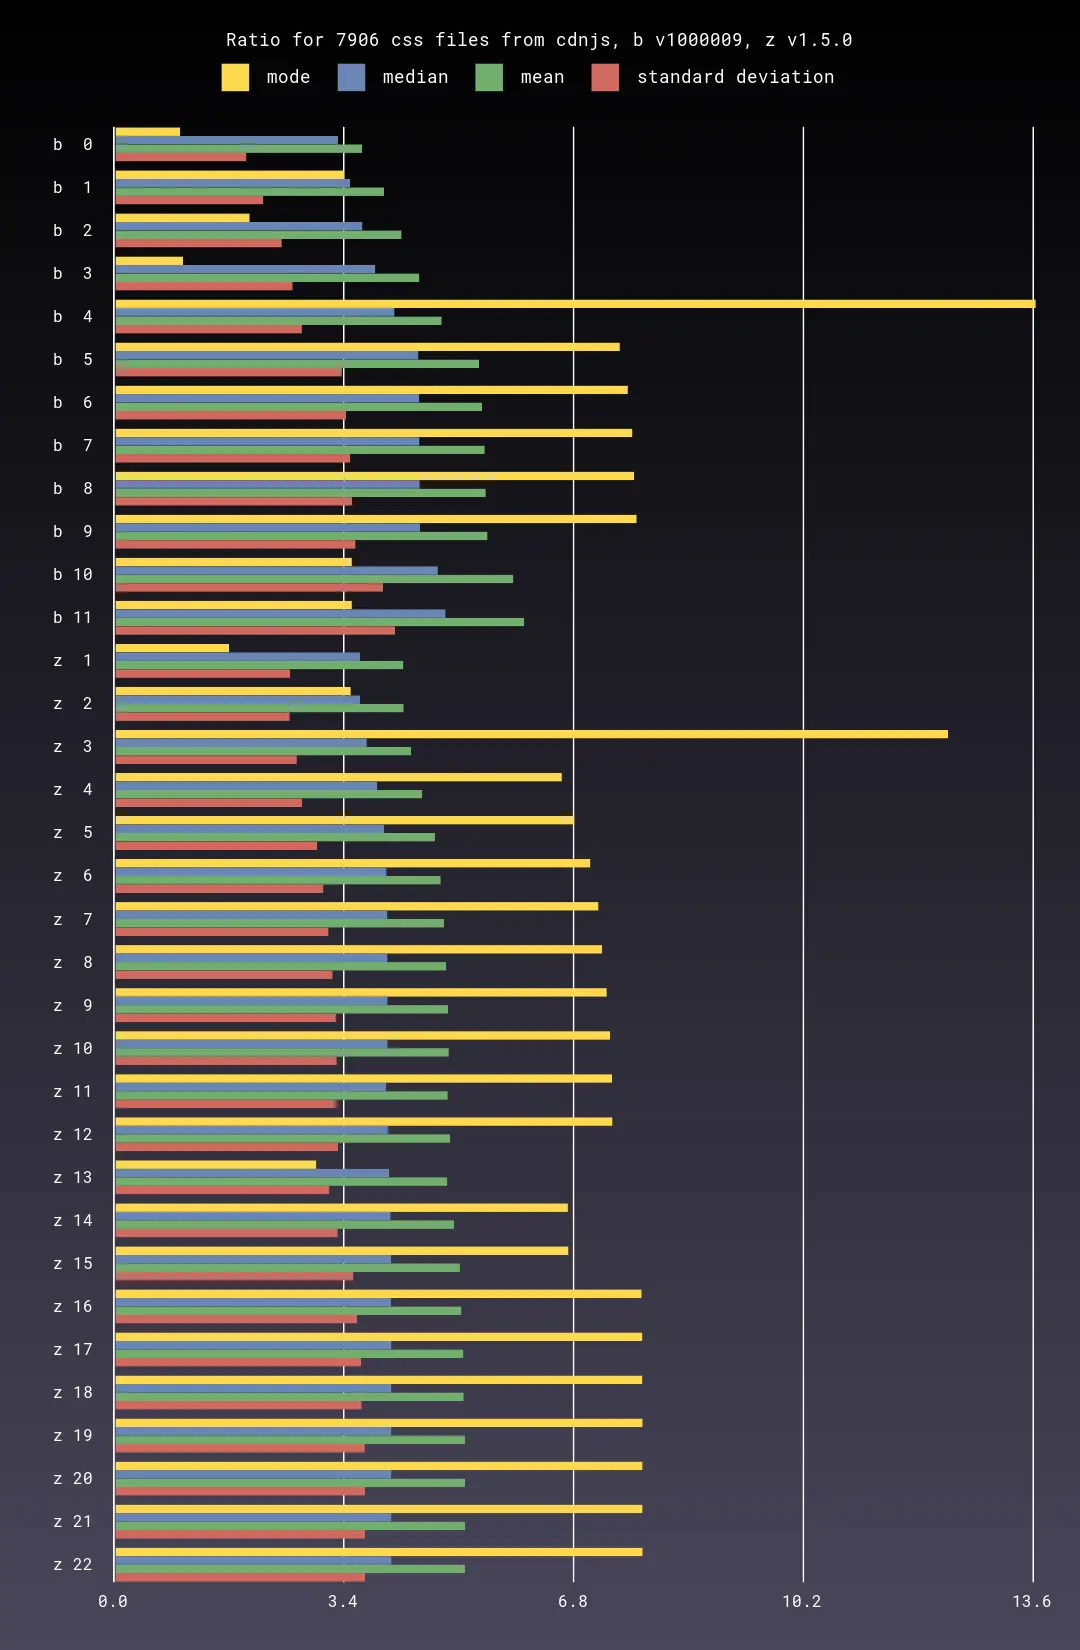 Ratio for 7906 css files from cdnjs, b v1000009, z v1.5.0
mode median mean standard deviation
b 0
b 1
b 2
b 3
b 4
b 5
b 6
b 7
b 8
b 9
b 10
b 11
z 1
z 2
z 3
z 4
z 5
z 6
z 7
z 8
z 9
z 10
z 11
z 12
z 13
z 14
z 15
z 16
z 17
z 18
z 19
z 20
z 21
z 22
0.0 3.4 6.8 10.2 13.6